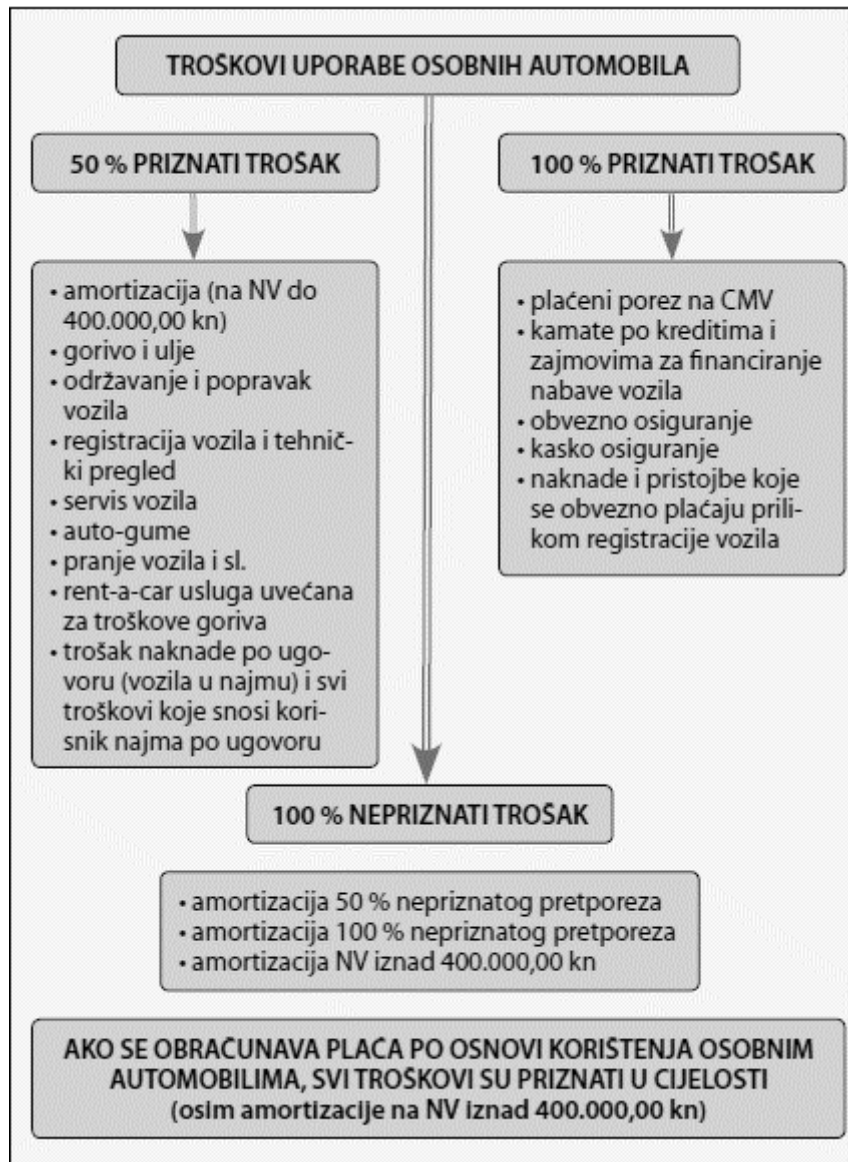 TROŠKOVI UPORABE OSOBNIH AUTOMOBILA
50 % PRIZNATI TROŠAK
• amortizacija (na NV do
400.000,00 kn)
• gorivo i ulje
• održavanje i popravak
vozila
• registracija vozila i tehnič-
ki pregled
• servis vozila
• auto-gume
• pranje vozila i sl.
• rent-a-car usluga uvećana
za troškove goriva
• trošak naknade po ugo-
voru (vozila u najmu) i svi
troškovi koje snosi kori-
snik najma po ugovoru
100 % PRIZNATI TROŠAK
• plaćeni porez na CMV
• kamate po kreditima i
zajmovima za financiranje
nabave vozila
• obvezno osiguranje
• kasko osiguranje
• naknade i pristojbe koje
se obvezno plaćaju prili-
kom registracije vozila
100 % NEPRIZNATI TROŠAK
• amortizacija 50 % nepriznatog pretporeza
• amortizacija 100 % nepriznatog pretporeza
• amortizacija NV iznad 400.000,00 kn
AKO SE OBRAČUNAVA PLAĆA PO OSNOVI KORIŠTENJA OSOBNIM
AUTOMOBILIMA, SVI TROŠKOVI SU PRIZNATI U CIJELOSTI
(osim amortizacije na NV iznad 400.000,00 kn)